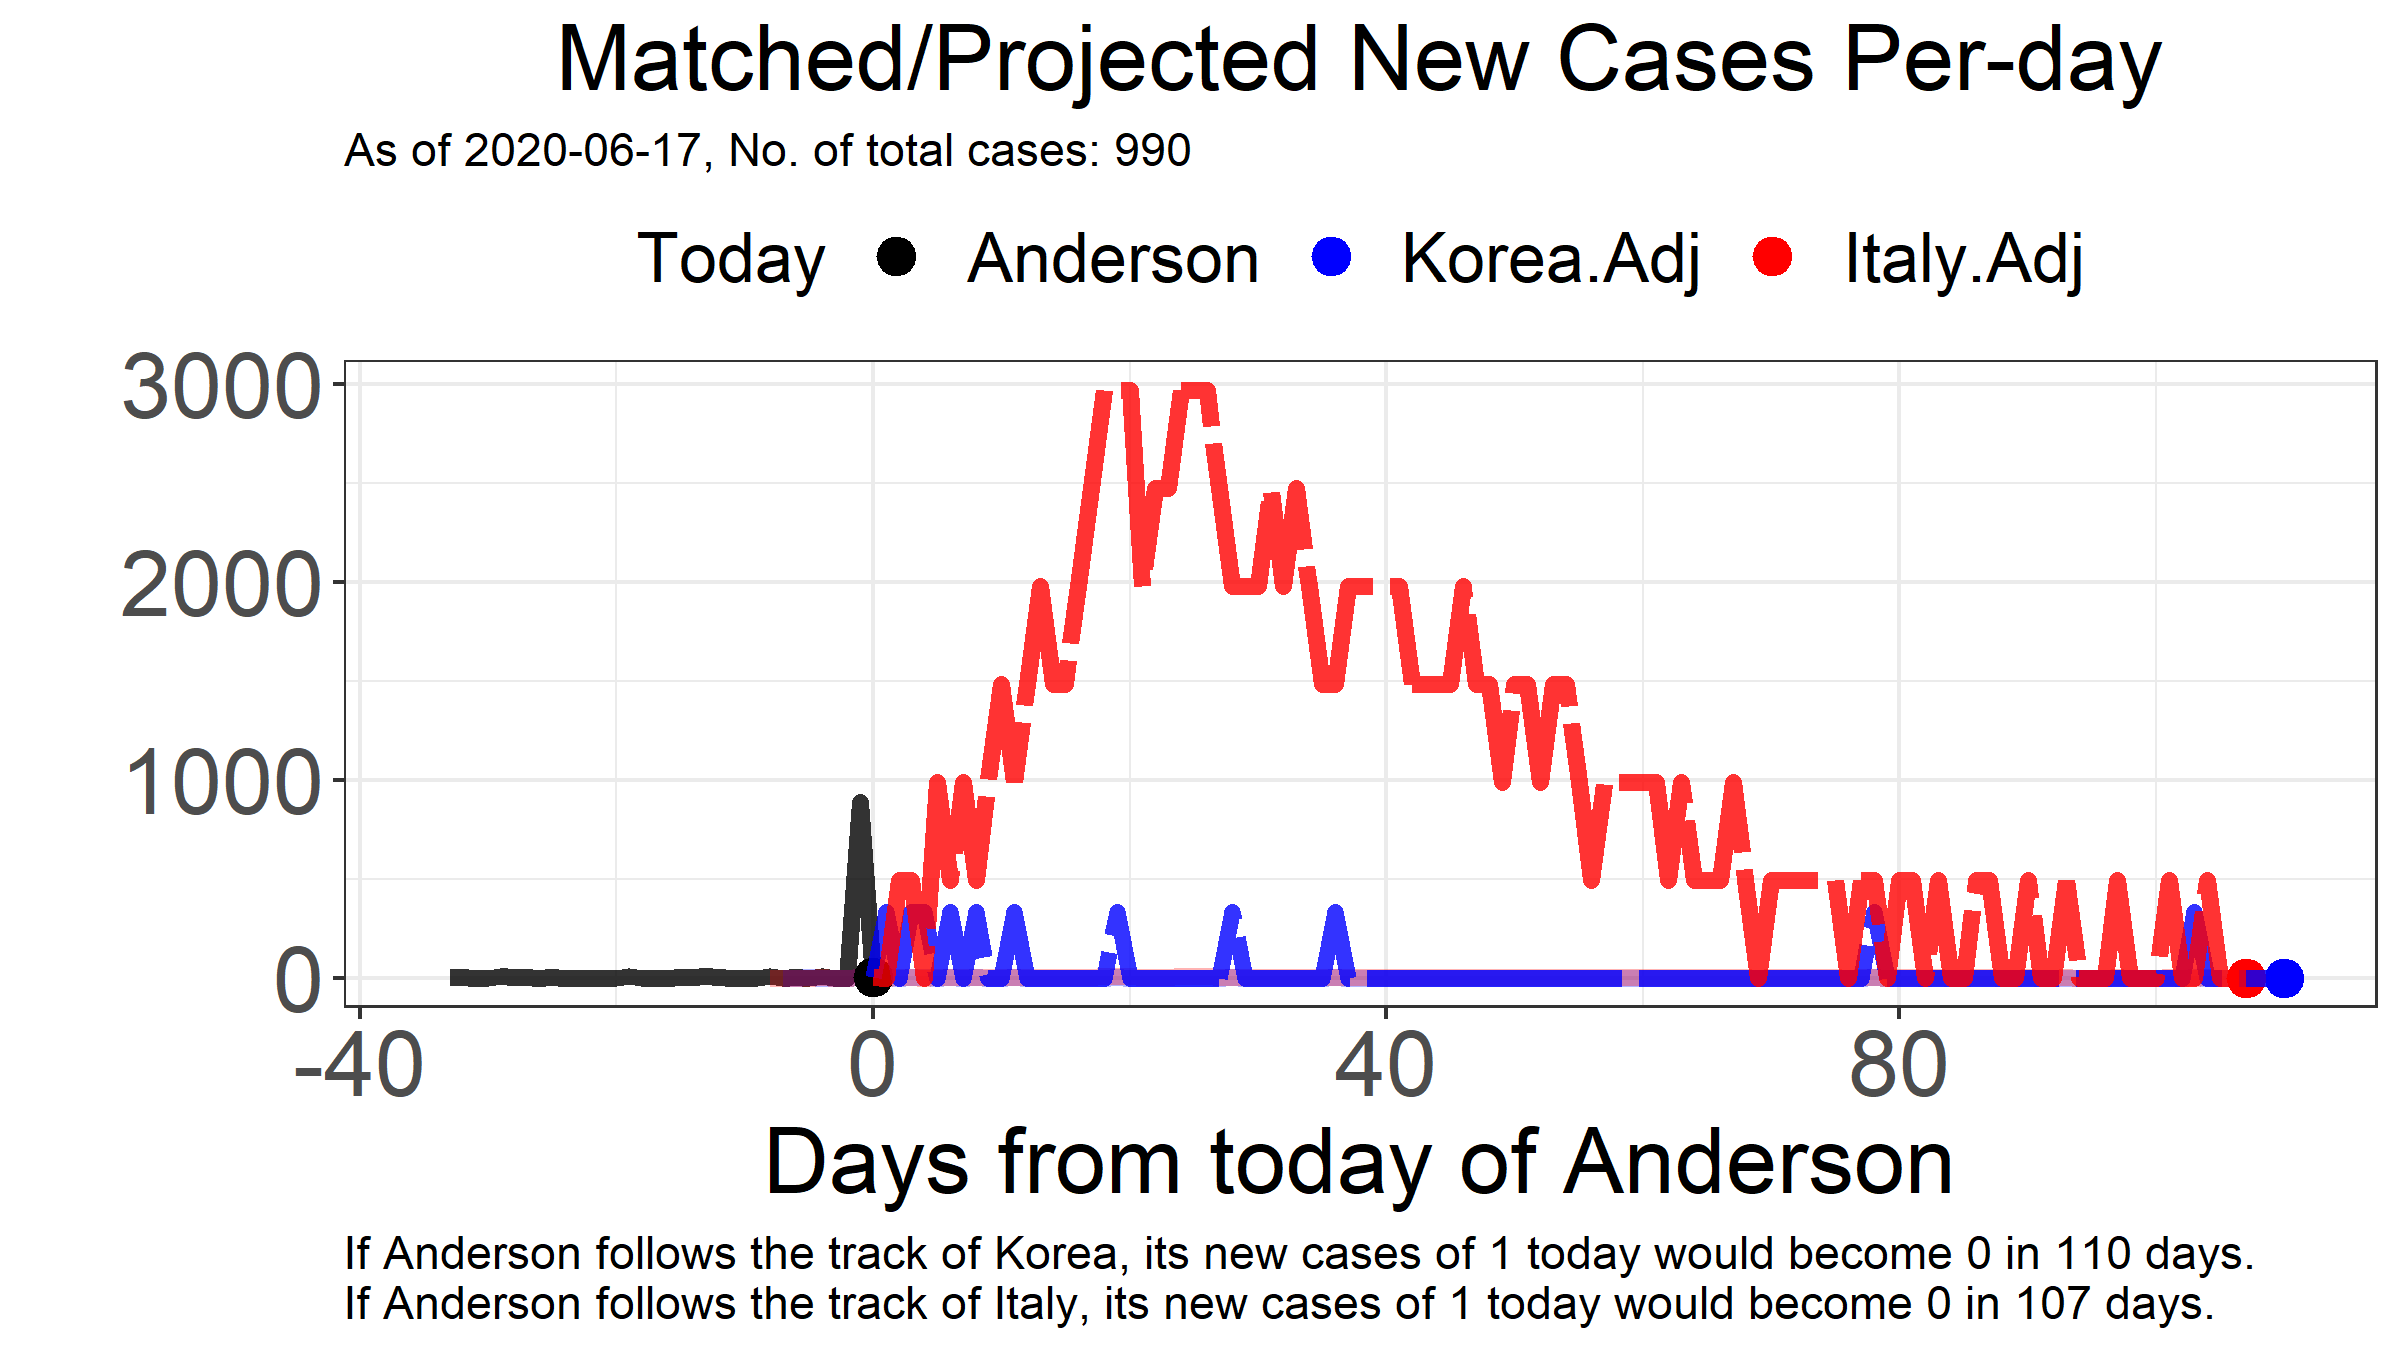 Matched/Projected New Cases Per-day
As of 2020-06-17, No. of total cases: 990
Today Anderson Korea.Adj Italy.Adj
3000
2000
1000
0
-40 0 40 80
Days from today of Anderson
If Anderson follows the track of Korea, its new cases of 1 today would become 0 in 110 days.
If Anderson follows the track of Italy, its new cases of 1 today would become 0 in 107 days.